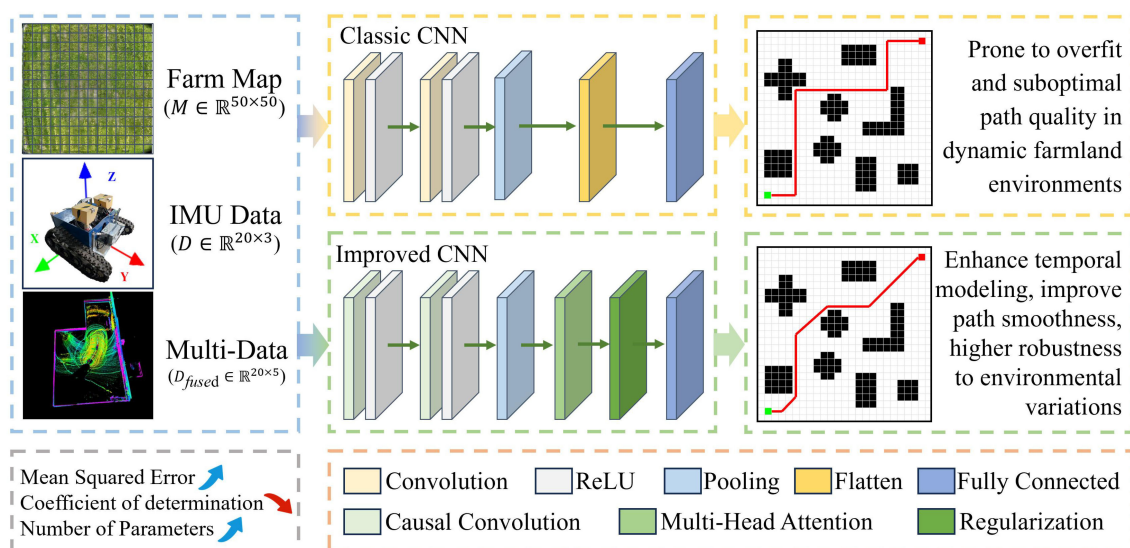 Farm Map
(M ∈ ℝ^{50×50})
Z
X
Y
IMU Data
(D ∈ ℝ^{20×3})
Multi-Data
(D_{fused} ∈ ℝ^{20×5})
Classic CNN
Prone to overfit
and suboptimal
path quality in
dynamic farmland
environments
Improved CNN
Enhance temporal
modeling, improve
path smoothness,
higher robustness
to environmental
variations
Mean Squared Error
Coefficient of determination
Number of Parameters
Convolution
ReLU
Pooling
Flatten
Fully Connected
Causal Convolution
Multi-Head Attention
Regularization